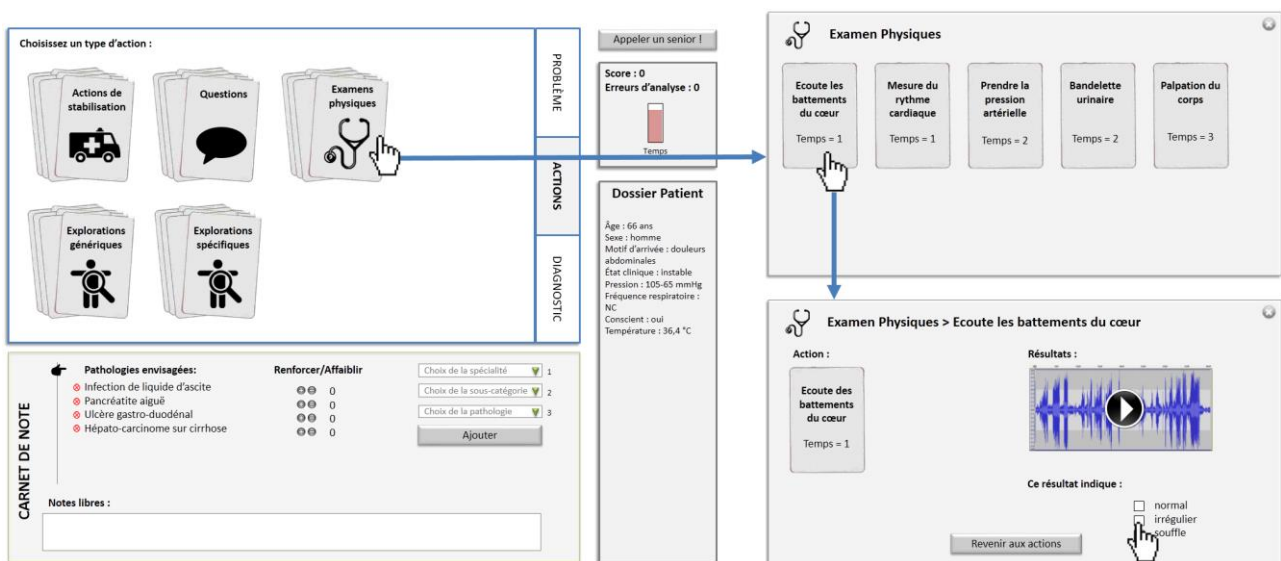 Choisissez un type d'action :
Actions de
stabilisation
Questions
Examens
physiques
Explorations
génériques
Explorations
spécifiques
PROBLÈME
ACTIONS
DIAGNOSTIC
Appeler un senior !
Score : 0
Erreurs d'analyse : 0
Temps
Dossier Patient
Âge : 66 ans
Sexe : homme
Motif d'arrivée : douleurs
abdominales
État clinique : instable
Pression : 105-65 mmHg
Fréquence respiratoire :
NC
Conscient : oui
Température : 36,4 °C
CARNET DE NOTE
Pathologies envisagées:
Renforcer/Affaiblir
Infection de liquide d'ascite 0
Pancréatite aiguë 0
Ulcère gastro-duodénal 0
Hépato-carcinome sur cirrhose 0
Choix de la spécialité 1
Choix de la sous-catégorie 2
Choix de la pathologie 3
Ajouter
Notes libres :
Examen Physiques
Ecoute les
battements
du cœur
Temps = 1
Mesure du
rythme
cardiaque
Temps = 1
Prendre la
pression
artérielle
Temps = 2
Bandelette
urinaire
Temps = 2
Palpation du
corps
Temps = 3
Examen Physiques > Ecoute les battements du cœur
Action :
Ecoute des
battements
du cœur
Temps = 1
Résultats :
Ce résultat indique :
normal
irrégulier
souffle
Revenir aux actions